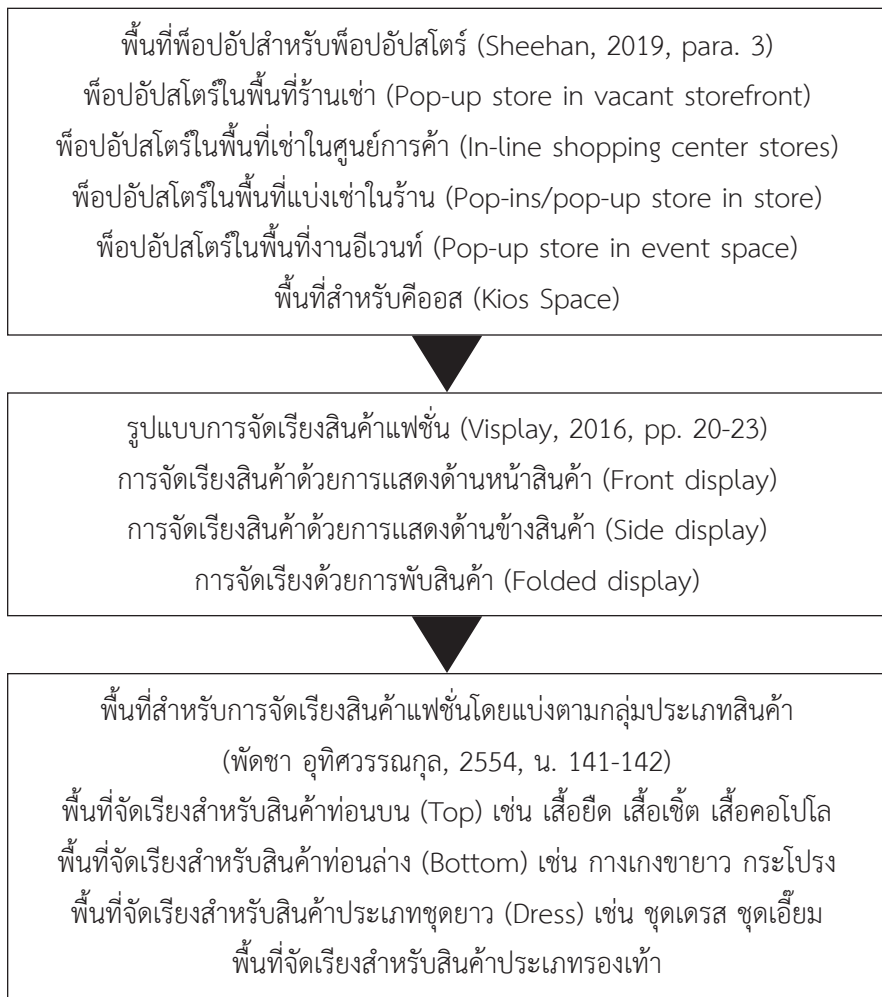 พื้นที่พ็อปอัปสำหรับพ็อปอัปสโตร์ (Sheehan, 2019, para. 3)
พ็อปอัปสโตร์ในพื้นที่ร้านเช่า (Pop-up store in vacant storefront)
พ็อปอัปสโตร์ในพื้นที่เช่าในศูนย์การค้า (In-line shopping center stores)
พ็อปอัปสโตร์ในพื้นที่แบ่งเช่าในร้าน (Pop-ins/pop-up store in store)
พ็อปอัปสโตร์ในพื้นที่งานอีเวนท์ (Pop-up store in event space)
พื้นที่สำหรับคีออส (Kios Space)
รูปแบบการจัดเรียงสินค้าแฟชั่น (Visplay, 2016, pp. 20-23)
การจัดเรียงสินค้าด้วยการแสดงด้านหน้าสินค้า (Front display)
การจัดเรียงสินค้าด้วยการแสดงด้านข้างสินค้า (Side display)
การจัดเรียงด้วยการพับสินค้า (Folded display)
พื้นที่สำหรับการจัดเรียงสินค้าแฟชั่นโดยแบ่งตามกลุ่มประเภทสินค้า
(พัดชา อุทิศวรรณกุล, 2554, น. 141-142)
พื้นที่จัดเรียงสำหรับสินค้าท่อนบน (Top) เช่น เสื้อยืด เสื้อเชิ้ต เสื้อคอโปโล
พื้นที่จัดเรียงสำหรับสินค้าท่อนล่าง (Bottom) เช่น กางเกงขายาว กระโปรง
พื้นที่จัดเรียงสำหรับสินค้าประเภทชุดยาว (Dress) เช่น ชุดเดรส ชุดเอี๊ยม
พื้นที่จัดเรียงสำหรับสินค้าประเภทรองเท้า